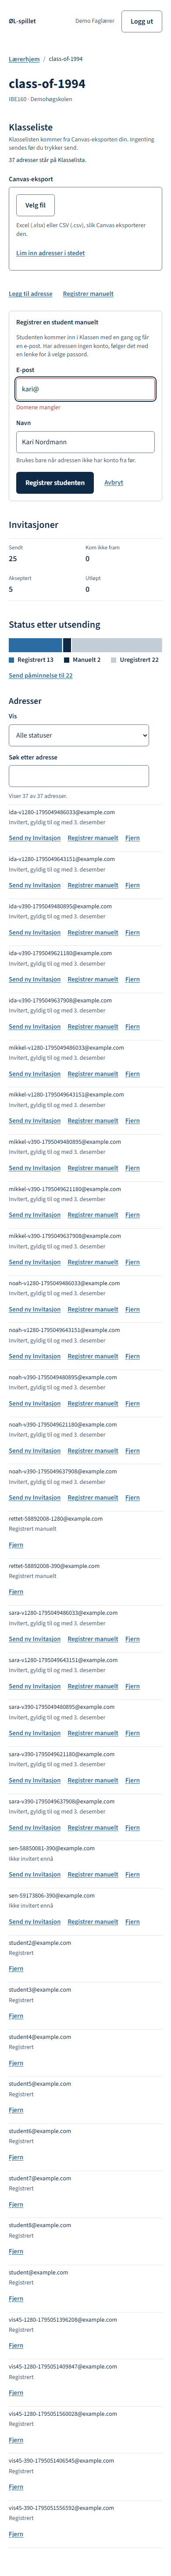 ØL-spillet
Demo Faglærer
Logg ut
Lærerhjem / class-of-1994
class-of-1994
IBE160 · Demohøgskolen
Klasseliste
Klasselisten kommer fra Canvas-eksporten din. Ingenting
sendes før du trykker send.
37 adresser står på Klasselista.
Canvas-eksport
Velg fil
Excel (.xlsx) eller CSV (.csv), slik Canvas eksporterer
den.
Lim inn adresser i stedet
Legg til adresse
Registrer manuelt
Registrer en student manuelt
Studenten kommer inn i Klassen med en gang og får
en e-post. Har adressen ingen konto, følger det med
en lenke for å velge passord.
E-post
kari@
Domene mangler
Navn
Kari Nordmann
Brukes bare når adressen ikke har konto fra før.
Registrer studenten
Avbryt
Invitasjoner
Sendt
Kom ikke fram
25
0
Akseptert
Utløpt
5
0
Status etter utsending
Registrert 13
Manuelt 2
Uregistrert 22
Send påminnelse til 22
Adresser
Vis
Alle statuser
Søk etter adresse
Viser 37 av 37 adresser.
ida-v1280-1795049486033@example.com
Invitert, gyldig til og med 3. desember
Send ny Invitasjon Registrer manuelt Fjern
ida-v1280-1795049643151@example.com
Invitert, gyldig til og med 3. desember
Send ny Invitasjon Registrer manuelt Fjern
ida-v390-1795049480895@example.com
Invitert, gyldig til og med 3. desember
Send ny Invitasjon Registrer manuelt Fjern
ida-v390-1795049621180@example.com
Invitert, gyldig til og med 3. desember
Send ny Invitasjon Registrer manuelt Fjern
ida-v390-1795049637908@example.com
Invitert, gyldig til og med 3. desember
Send ny Invitasjon Registrer manuelt Fjern
mikkel-v1280-1795049486033@example.com
Invitert, gyldig til og med 3. desember
Send ny Invitasjon Registrer manuelt Fjern
mikkel-v1280-1795049643151@example.com
Invitert, gyldig til og med 3. desember
Send ny Invitasjon Registrer manuelt Fjern
mikkel-v390-1795049480895@example.com
Invitert, gyldig til og med 3. desember
Send ny Invitasjon Registrer manuelt Fjern
mikkel-v390-1795049621180@example.com
Invitert, gyldig til og med 3. desember
Send ny Invitasjon Registrer manuelt Fjern
mikkel-v390-1795049637908@example.com
Invitert, gyldig til og med 3. desember
Send ny Invitasjon Registrer manuelt Fjern
noah-v1280-1795049486033@example.com
Invitert, gyldig til og med 3. desember
Send ny Invitasjon Registrer manuelt Fjern
noah-v1280-1795049643151@example.com
Invitert, gyldig til og med 3. desember
Send ny Invitasjon Registrer manuelt Fjern
noah-v390-1795049480895@example.com
Invitert, gyldig til og med 3. desember
Send ny Invitasjon Registrer manuelt Fjern
noah-v390-1795049621180@example.com
Invitert, gyldig til og med 3. desember
Send ny Invitasjon Registrer manuelt Fjern
noah-v390-1795049637908@example.com
Invitert, gyldig til og med 3. desember
Send ny Invitasjon Registrer manuelt Fjern
rettet-58892008-1280@example.com
Registrert manuelt
Fjern
rettet-58892008-390@example.com
Registrert manuelt
Fjern
sara-v1280-1795049486033@example.com
Invitert, gyldig til og med 3. desember
Send ny Invitasjon Registrer manuelt Fjern
sara-v1280-1795049643151@example.com
Invitert, gyldig til og med 3. desember
Send ny Invitasjon Registrer manuelt Fjern
sara-v390-1795049480895@example.com
Invitert, gyldig til og med 3. desember
Send ny Invitasjon Registrer manuelt Fjern
sara-v390-1795049621180@example.com
Invitert, gyldig til og med 3. desember
Send ny Invitasjon Registrer manuelt Fjern
sara-v390-1795049637908@example.com
Invitert, gyldig til og med 3. desember
Send ny Invitasjon Registrer manuelt Fjern
sen-58850081-390@example.com
Ikke invitert ennå
Send ny Invitasjon Registrer manuelt Fjern
sen-59173806-390@example.com
Ikke invitert ennå
Send ny Invitasjon Registrer manuelt Fjern
student2@example.com
Registrert
Fjern
student3@example.com
Registrert
Fjern
student4@example.com
Registrert
Fjern
student5@example.com
Registrert
Fjern
student6@example.com
Registrert
Fjern
student7@example.com
Registrert
Fjern
student8@example.com
Registrert
Fjern
student@example.com
Registrert
Fjern
vis45-1280-1795051396208@example.com
Registrert
Fjern
vis45-1280-1795051409847@example.com
Registrert
Fjern
vis45-1280-1795051560028@example.com
Registrert
Fjern
vis45-390-1795051406545@example.com
Registrert
Fjern
vis45-390-1795051556592@example.com
Registrert
Fjern